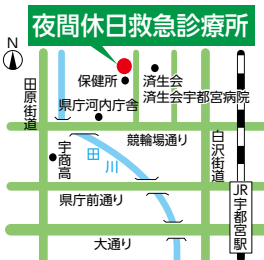 夜間休日救急診療所
N
田原街道
保健所
済生会
済生会宇都宮病院
県庁河内庁舎
競輪場通り
白沢街道
宇商高
田川
県庁前通り
JR宇都宮駅
大通り